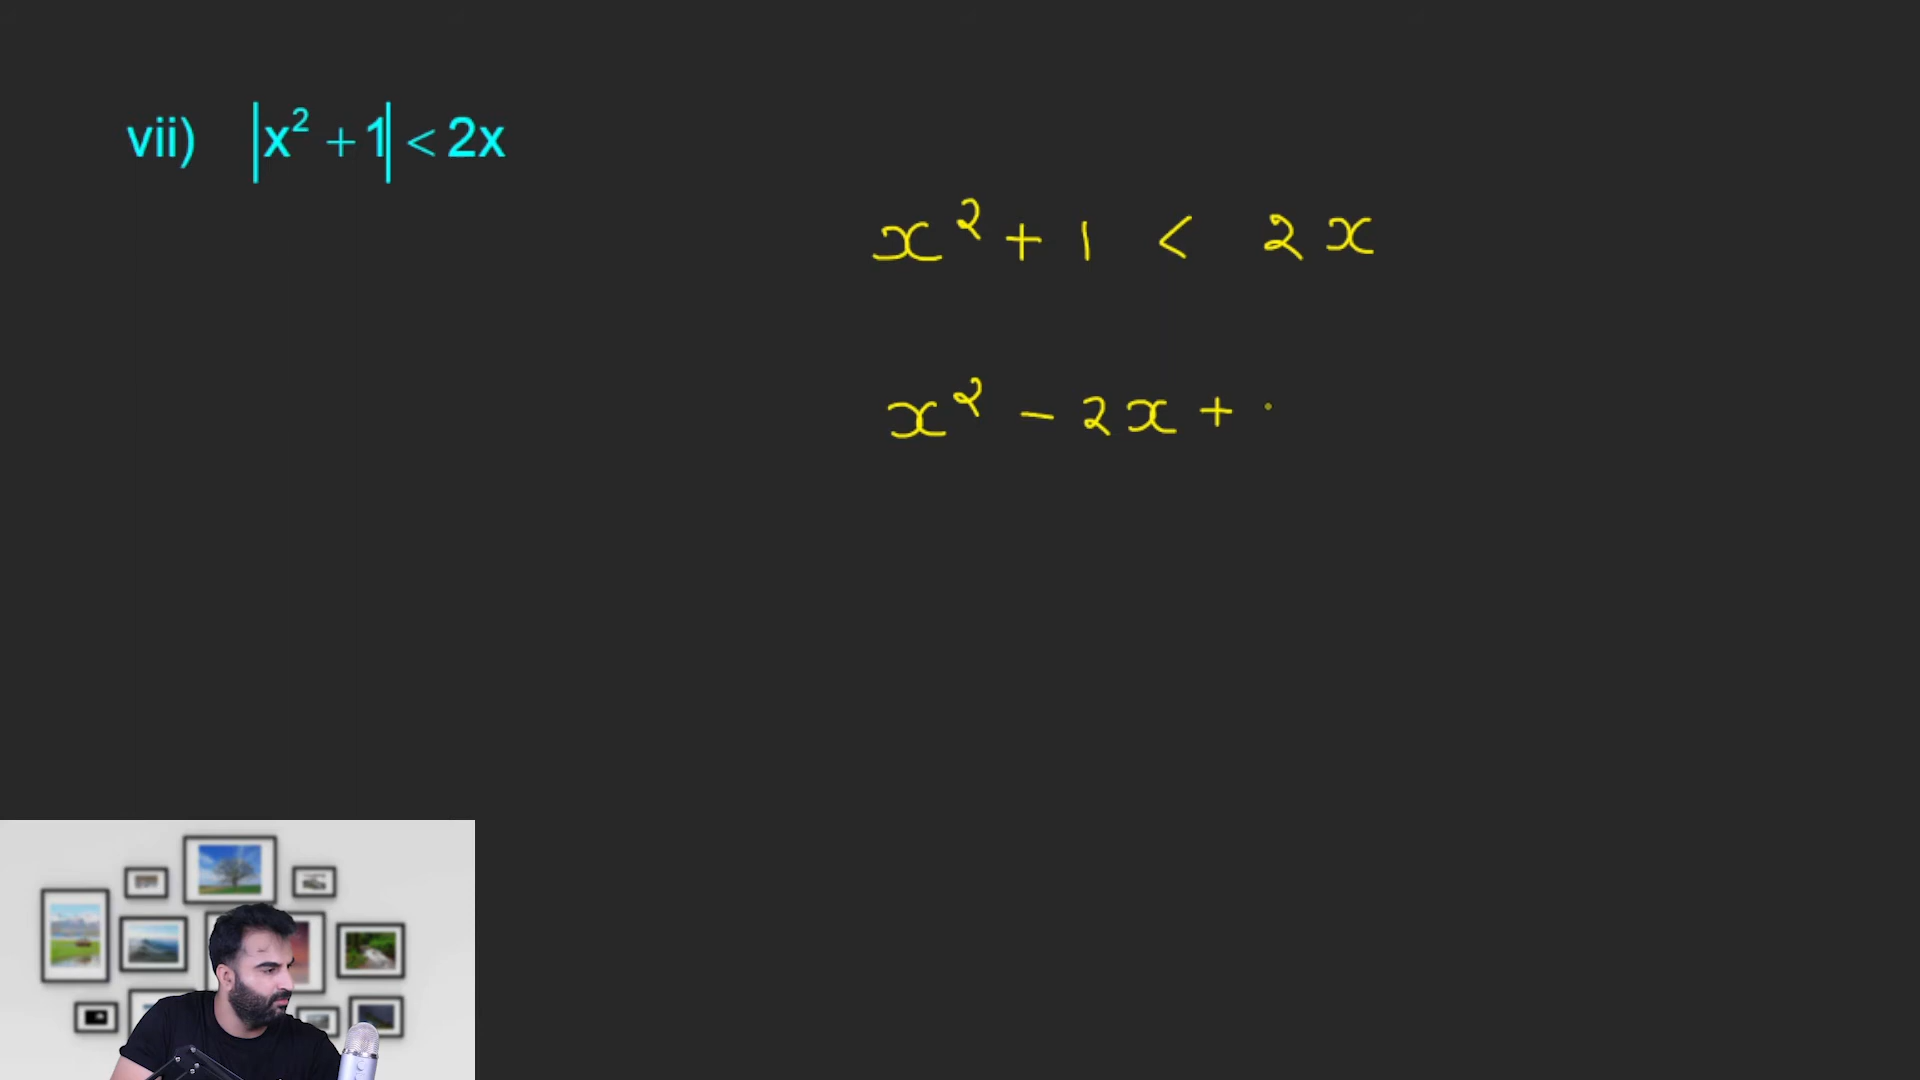 vii) |x² + 1| < 2x
x² + 1 < 2x
x² - 2x +